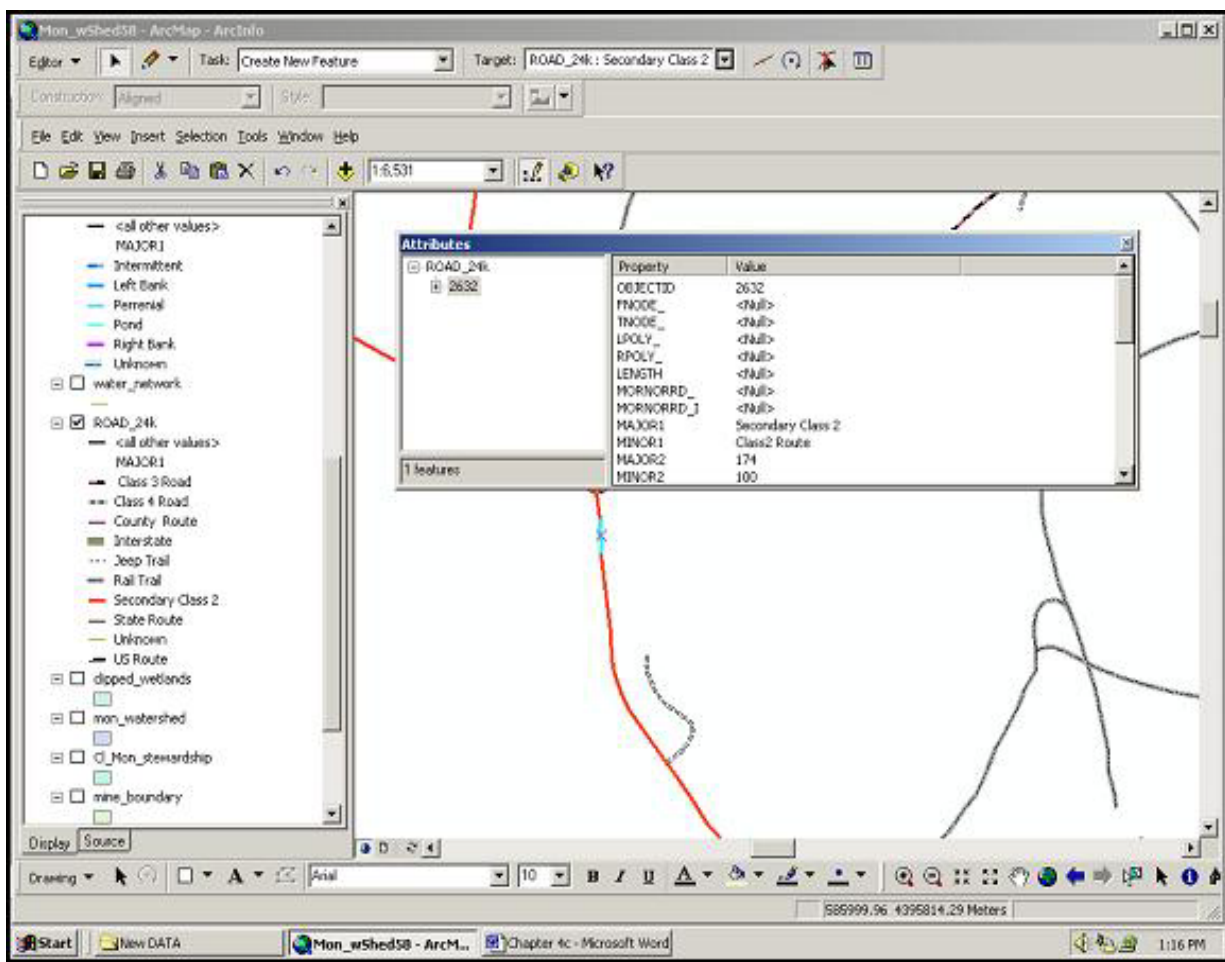 Mon_wShed58 - ArcMap - ArcInfo
Editor Task: Create New Feature Target: ROAD_24k : Secondary Class 2
Construction: Aligned Style:
File Edit View Insert Selection Tools Window Help
1:6,531
<all other values>
MAJOR1
Intermittent
Left Bank
Perrenial
Pond
Right Bank
Unknown
water_network
ROAD_24k
<all other values>
MAJOR1
Class 3 Road
Class 4 Road
County Route
Interstate
Jeep Trail
Rail Trail
Secondary Class 2
State Route
Unknown
US Route
clipped_wetlands
mon_watershed
Cl_Mon_stewardship
mine_boundary
Display Source
Attributes
ROAD_24k
2632
1 features
Property Value
OBJECTID 2632
FNODE_ <Null>
TNODE_ <Null>
LPOLY_ <Null>
RPOLY_ <Null>
LENGTH <Null>
MORNORRD_ <Null>
MORNORRD_I <Null>
MAJOR1 Secondary Class 2
MINOR1 Class2 Route
MAJOR2 174
MINOR2 100
Drawing A Arial 10 B I U A
585999.96 4395814.29 Meters
Start New DATA Mon_wShed58 - ArcM... Chapter 4c - Microsoft Word 1:16 PM